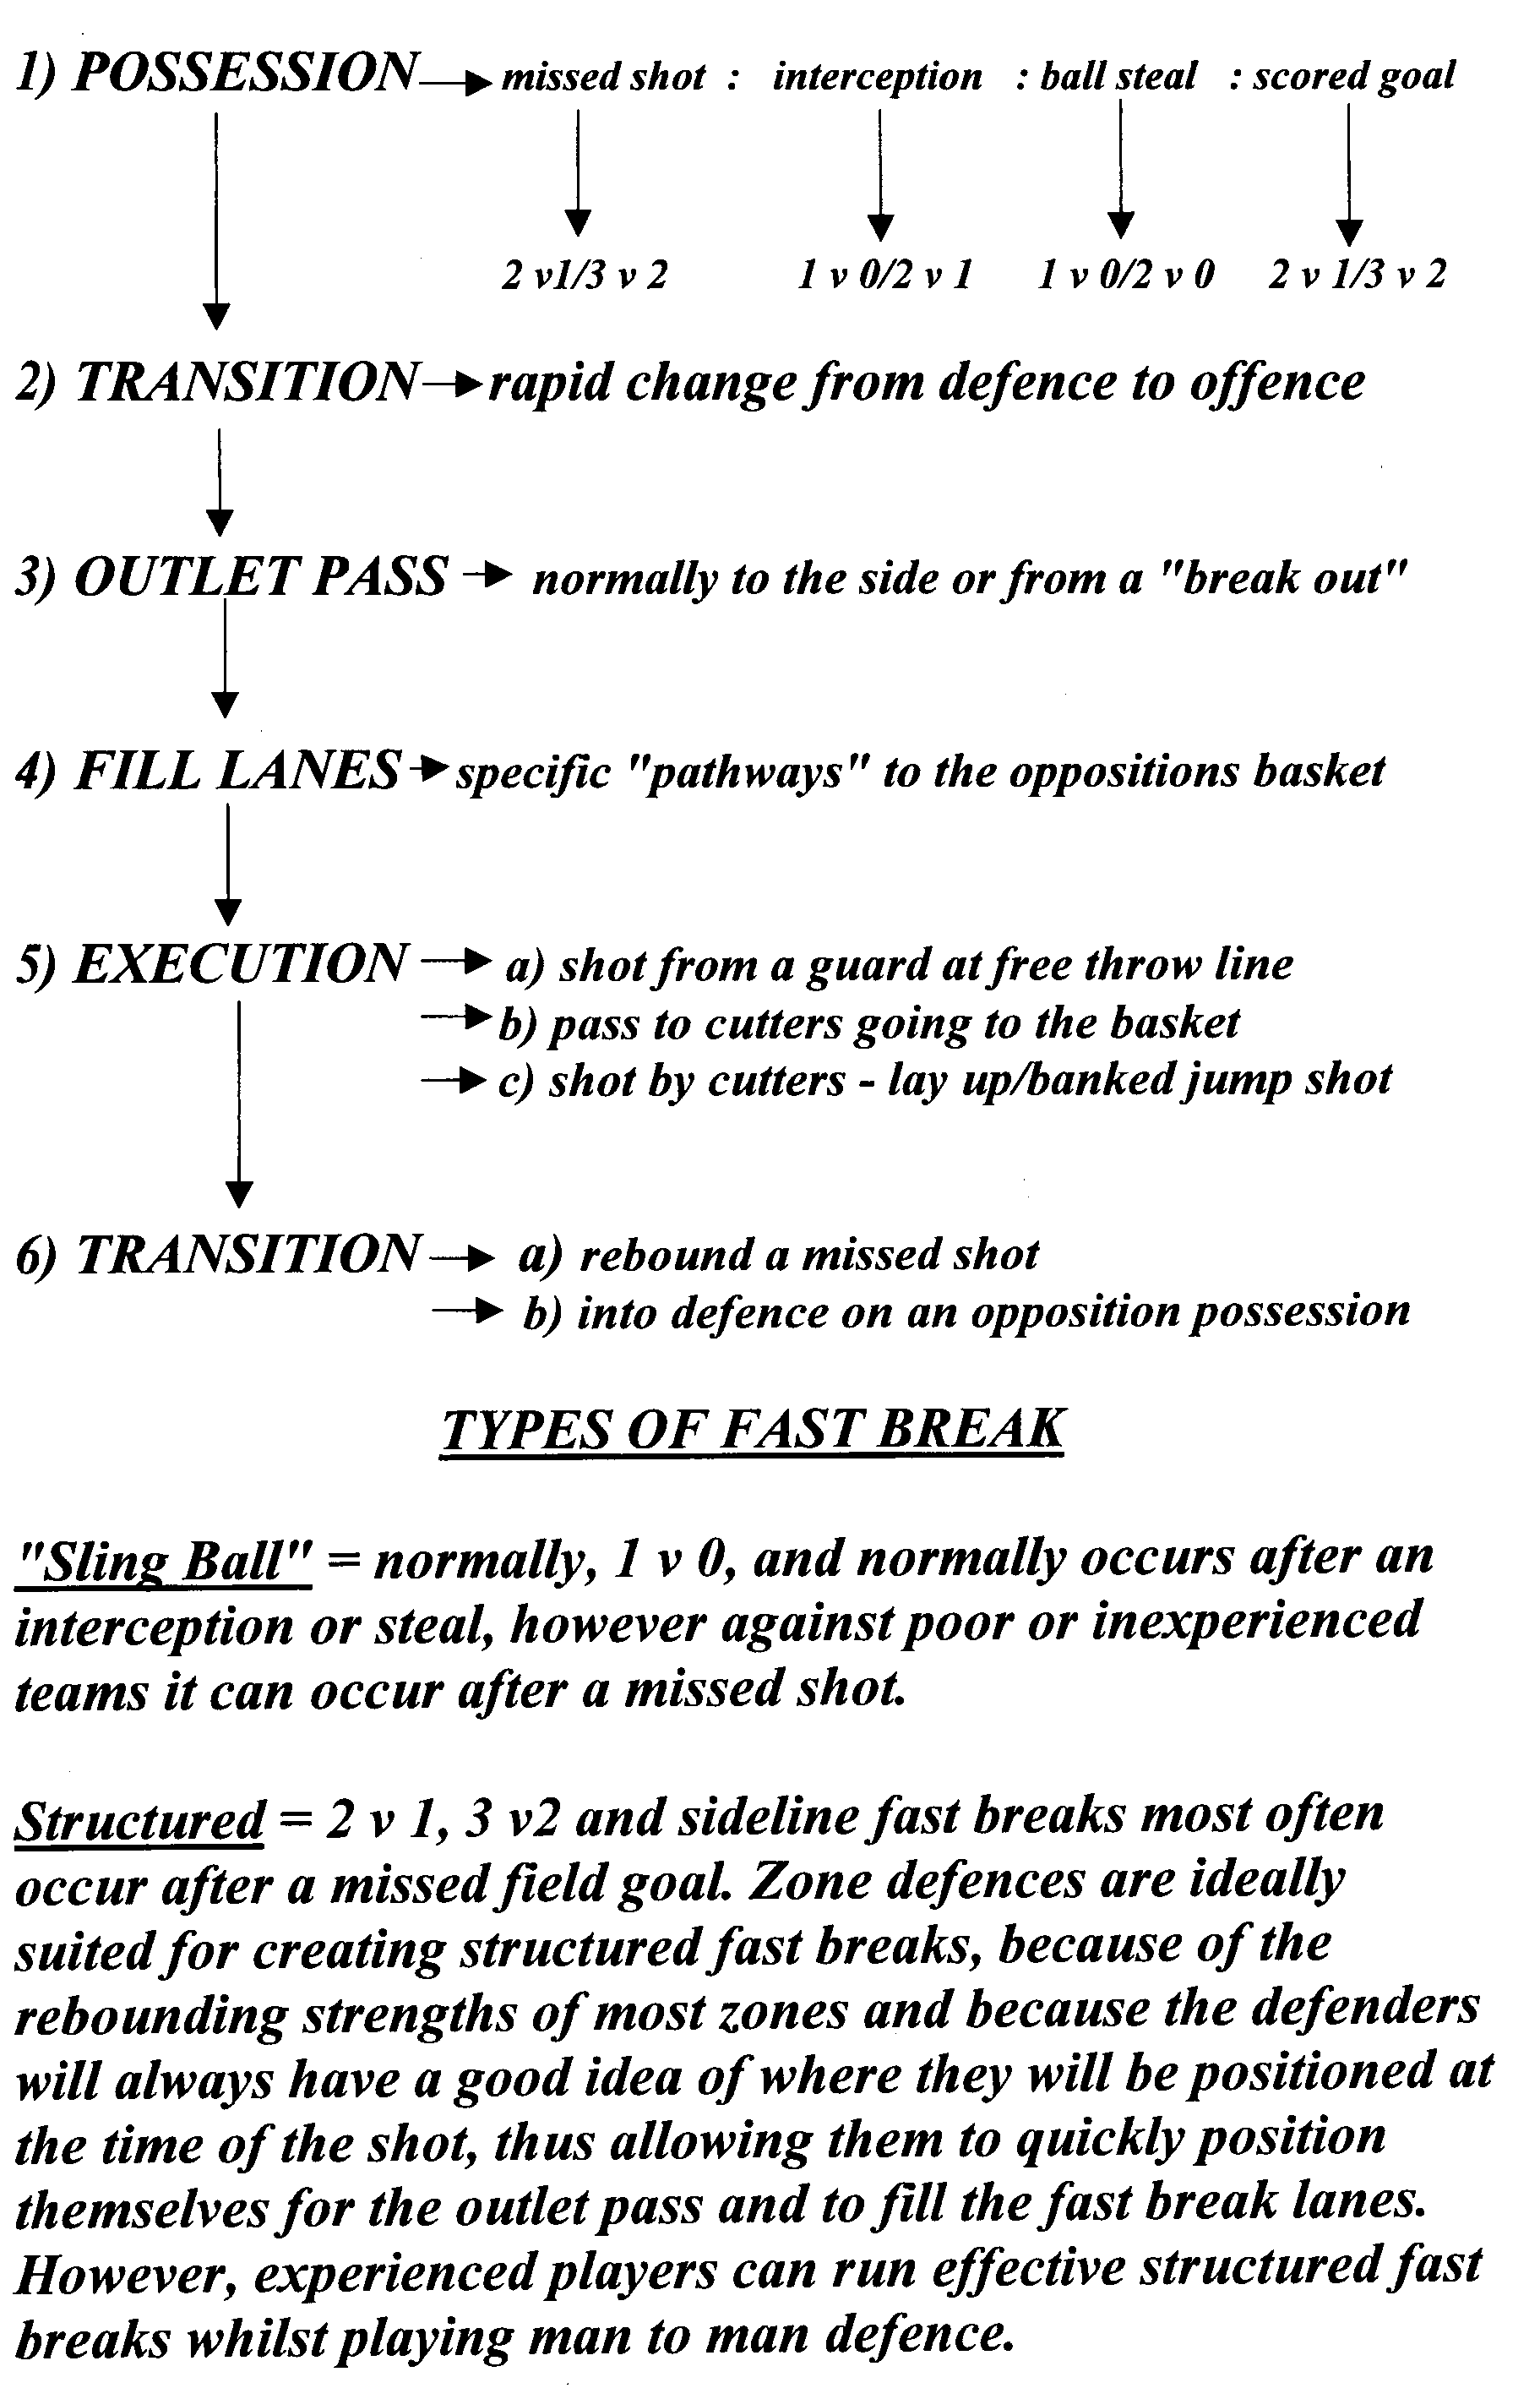 1) POSSESSION missed shot : interception : ball steal : scored goal
2 v1/3 v 2 1 v 0/2 v 1 1 v 0/2 v 0 2 v 1/3 v 2
2) TRANSITION rapid change from defence to offence
3) OUTLET PASS normally to the side or from a "break out"
4) FILL LANES specific "pathways" to the oppositions basket
5) EXECUTION a) shot from a guard at free throw line
b) pass to cutters going to the basket
c) shot by cutters - lay up/banked jump shot
6) TRANSITION a) rebound a missed shot
b) into defence on an opposition possession
TYPES OF FAST BREAK
"Sling Ball" = normally, 1 v 0, and normally occurs after an
interception or steal, however against poor or inexperienced
teams it can occur after a missed shot.
Structured = 2 v 1, 3 v2 and sideline fast breaks most often
occur after a missed field goal. Zone defences are ideally
suited for creating structured fast breaks, because of the
rebounding strengths of most zones and because the defenders
will always have a good idea of where they will be positioned at
the time of the shot, thus allowing them to quickly position
themselves for the outlet pass and to fill the fast break lanes.
However, experienced players can run effective structured fast
breaks whilst playing man to man defence.